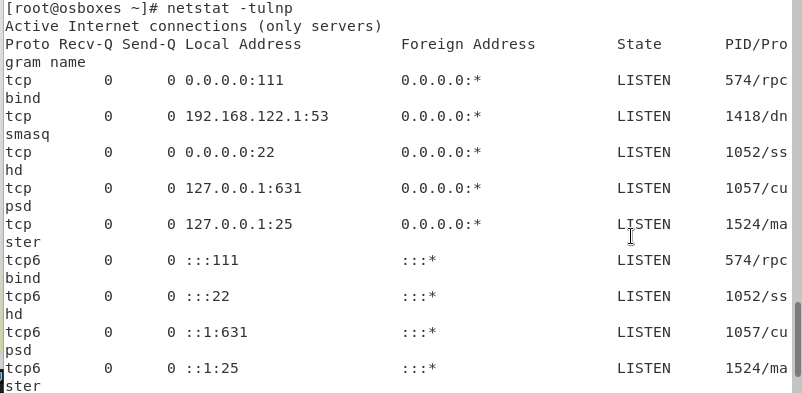 [root@osboxes ~]# netstat -tulnp
Active Internet connections (only servers)
Proto Recv-Q Send-Q Local Address           Foreign Address         State       PID/Pro
gram name
tcp        0      0 0.0.0.0:111             0.0.0.0:*               LISTEN      574/rpc
bind
tcp        0      0 192.168.122.1:53        0.0.0.0:*               LISTEN      1418/dn
smasq
tcp        0      0 0.0.0.0:22              0.0.0.0:*               LISTEN      1052/ss
hd
tcp        0      0 127.0.0.1:631           0.0.0.0:*               LISTEN      1057/cu
psd
tcp        0      0 127.0.0.1:25            0.0.0.0:*               LISTEN      1524/ma
ster
tcp6       0      0 :::111                  :::*                    LISTEN      574/rpc
bind
tcp6       0      0 :::22                   :::*                    LISTEN      1052/ss
hd
tcp6       0      0 ::1:631                 :::*                    LISTEN      1057/cu
psd
tcp6       0      0 ::1:25                  :::*                    LISTEN      1524/ma
ster